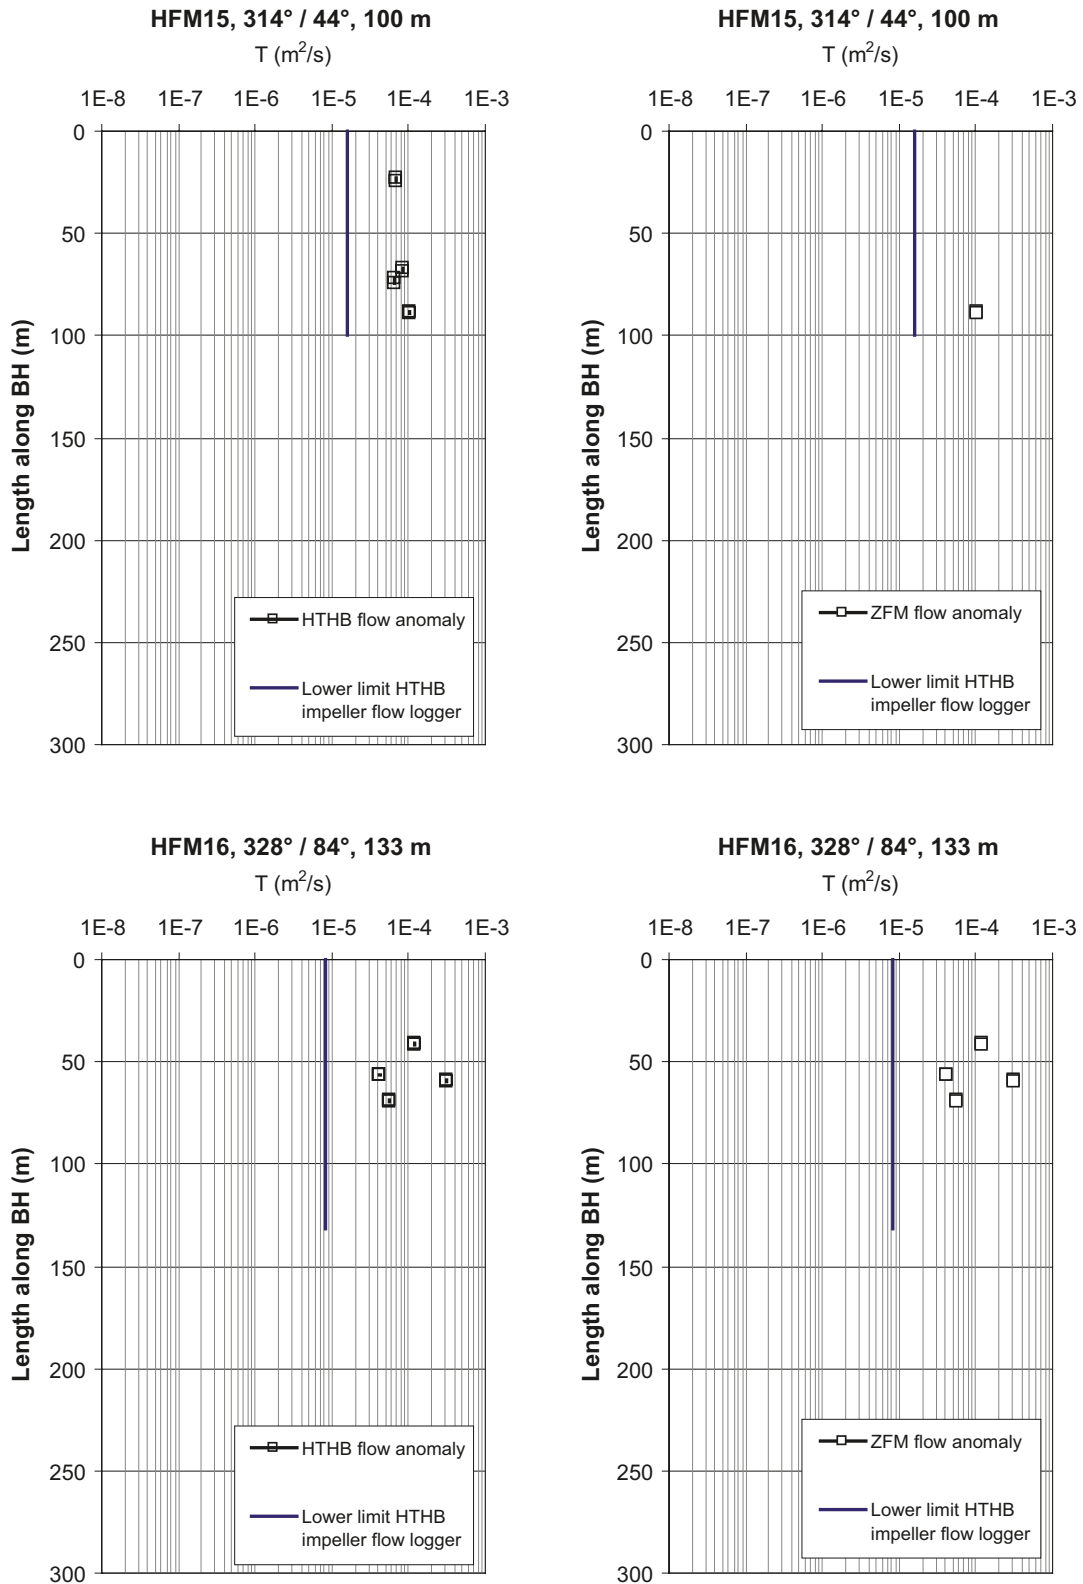 HFM15, 314° / 44°, 100 m
T (m²/s)
1E-8 1E-7 1E-6 1E-5 1E-4 1E-3
0
50
100
150
200
250
300
Length along BH (m)
HTHB flow anomaly
Lower limit HTHB
impeller flow logger
HFM15, 314° / 44°, 100 m
T (m²/s)
1E-8 1E-7 1E-6 1E-5 1E-4 1E-3
0
50
100
150
200
250
300
Length along BH (m)
ZFM flow anomaly
Lower limit HTHB
impeller flow logger
HFM16, 328° / 84°, 133 m
T (m²/s)
1E-8 1E-7 1E-6 1E-5 1E-4 1E-3
0
50
100
150
200
250
300
Length along BH (m)
HTHB flow anomaly
Lower limit HTHB
impeller flow logger
HFM16, 328° / 84°, 133 m
T (m²/s)
1E-8 1E-7 1E-6 1E-5 1E-4 1E-3
0
50
100
150
200
250
300
Length along BH (m)
ZFM flow anomaly
Lower limit HTHB
impeller flow logger